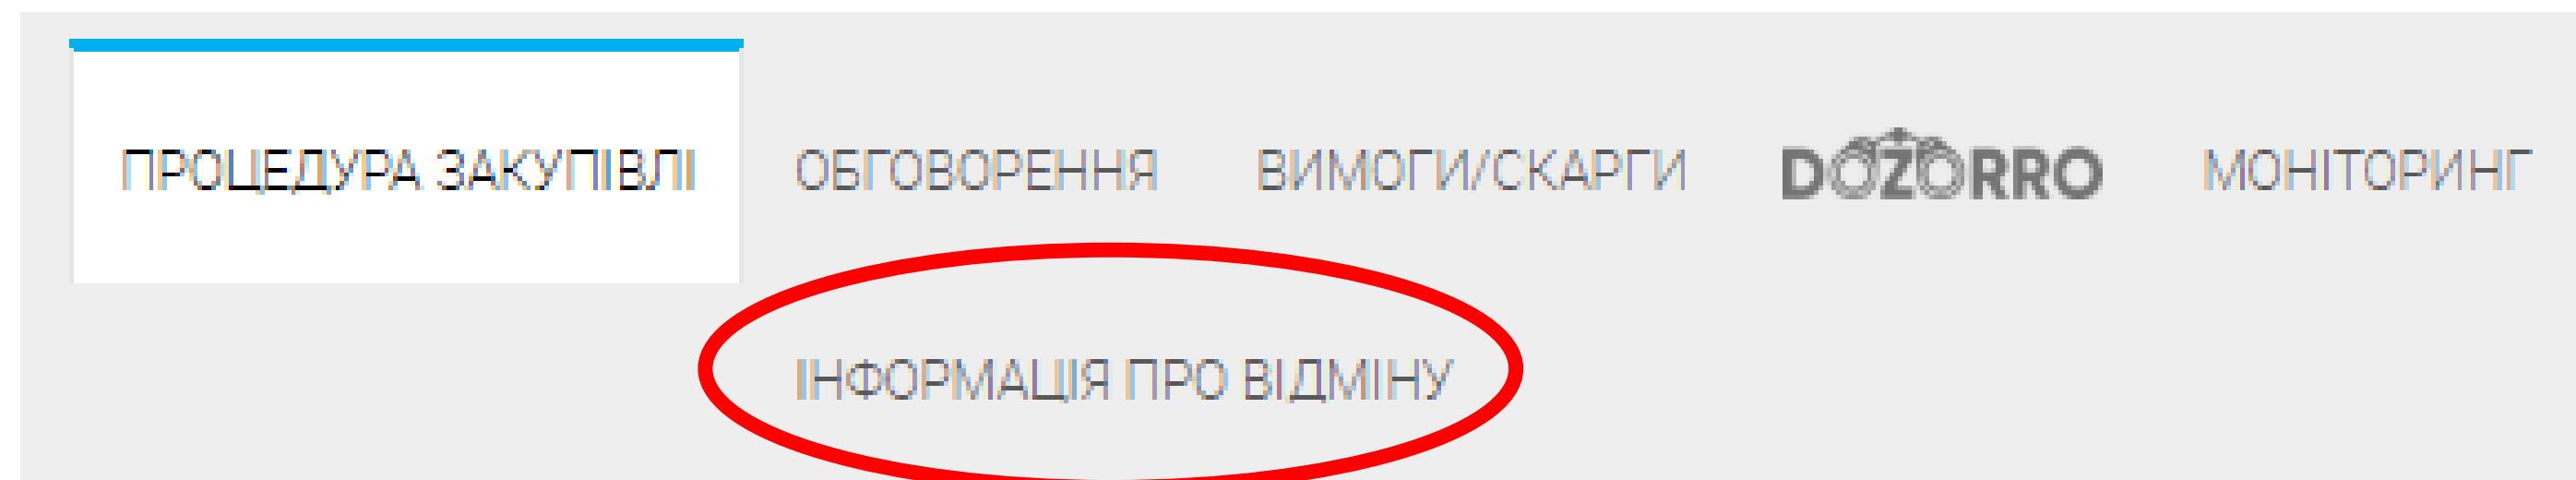 ПРОЦЕДУРА ЗАКУПІВЛІ ОБГОВОРЕННЯ ВИМОГИ/СКАРГИ DOZORRO МОНІТОРИНГ
ІНФОРМАЦІЯ ПРО ВІДМІНУ